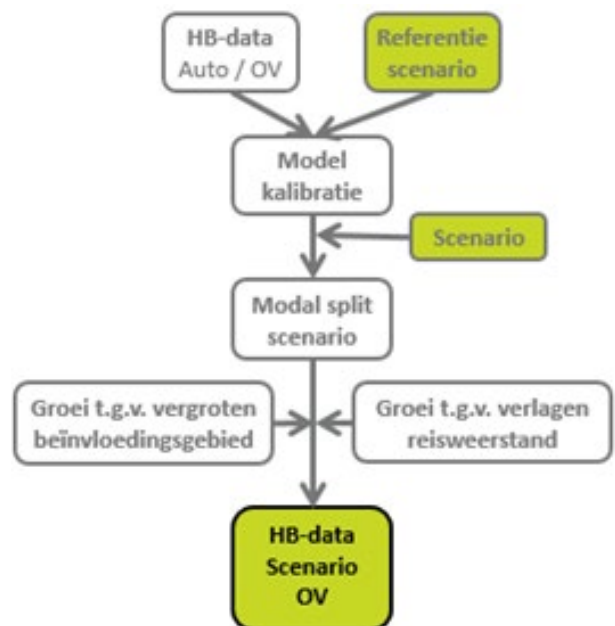 HB-data
Auto / OV
Referentie
scenario
Model
kalibratie
Scenario
Modal split
scenario
Groei t.g.v. vergroten
beïnvloedingsgebied
Groei t.g.v. verlagen
reisweerstand
HB-data
Scenario
OV